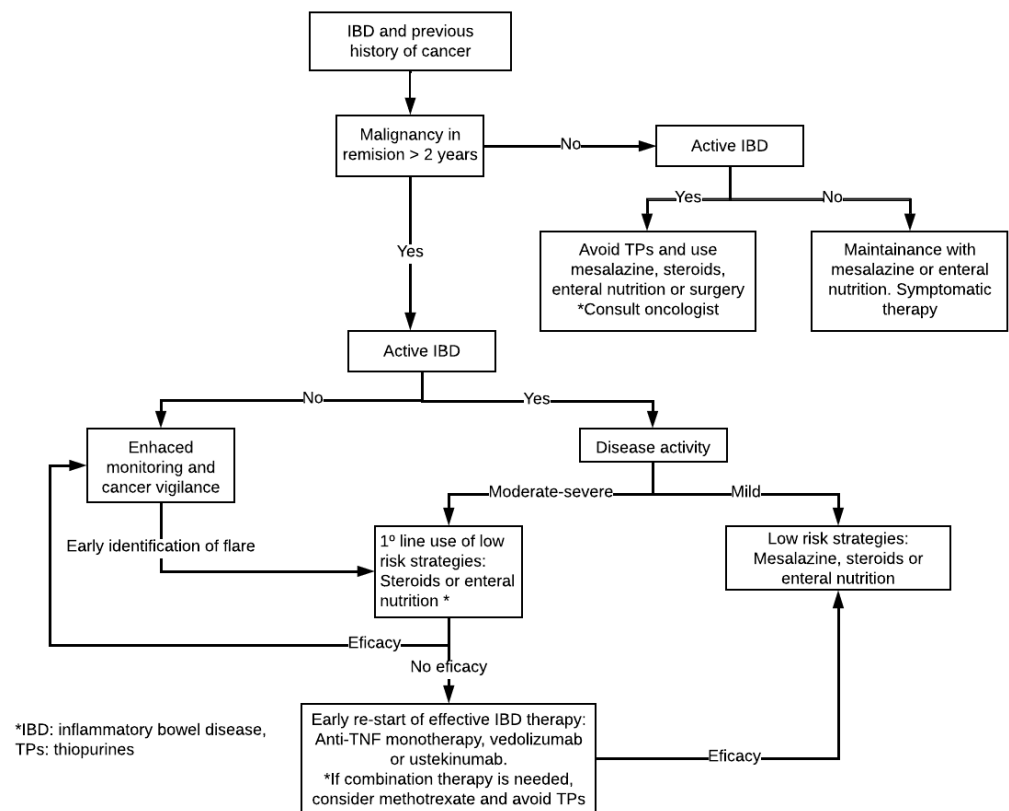 IBD and previous
history of cancer
Malignancy in
remision > 2 years
No
Active IBD
Yes
No
Avoid TPs and use
mesalazine, steroids,
enteral nutrition or surgery
*Consult oncologist
Maintainance with
mesalazine or enteral
nutrition. Symptomatic
therapy
Yes
Active IBD
No
Yes
Enhaced
monitoring and
cancer vigilance
Disease activity
Moderate-severe
Mild
Early identification of flare
1º line use of low
risk strategies:
Steroids or enteral
nutrition *
Low risk strategies:
Mesalazine, steroids or
enteral nutrition
Eficacy
No eficacy
*IBD: inflammatory bowel disease,
TPs: thiopurines
Early re-start of effective IBD therapy:
Anti-TNF monotherapy, vedolizumab
or ustekinumab.
*If combination therapy is needed,
consider methotrexate and avoid TPs
Eficacy